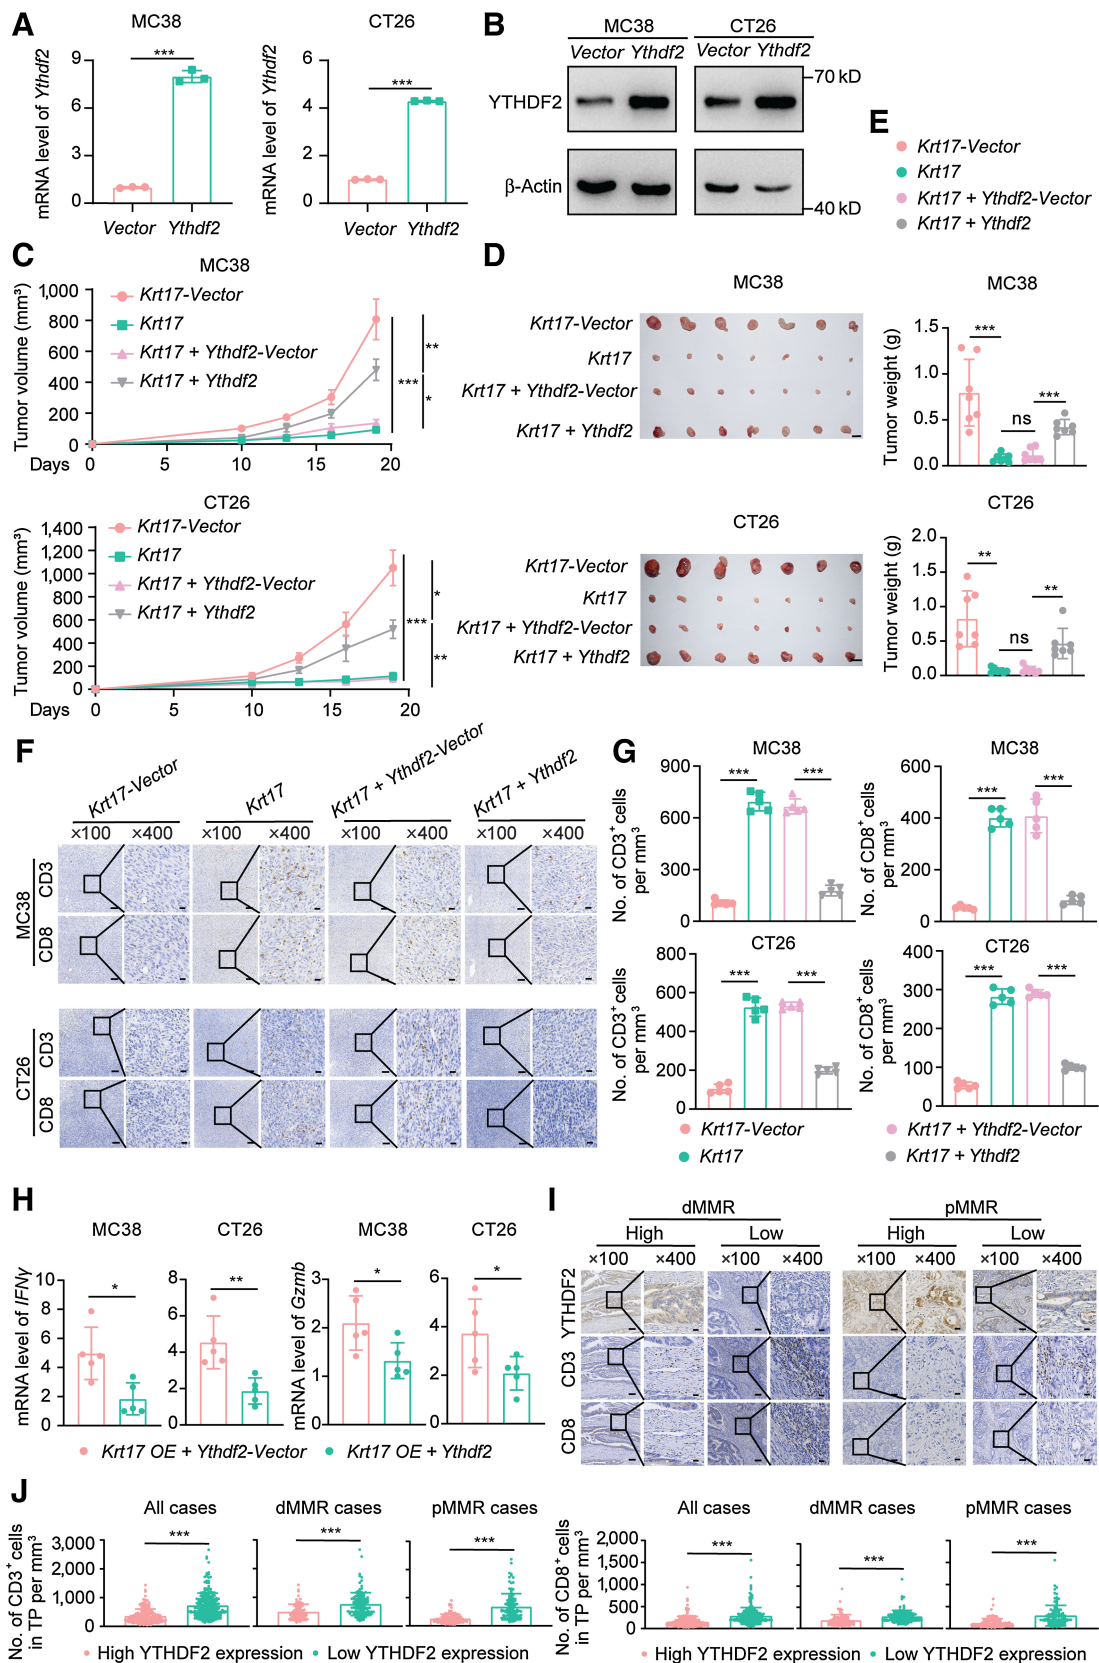 A
MC38
CT26
mRNA level of Ythdf2
9
6
3
0
***
Vector Ythdf2
mRNA level of Ythdf2
6
4
2
0
***
Vector Ythdf2
B
MC38
CT26
Vector Ythdf2
Vector Ythdf2
YTHDF2
70 kD
β-Actin
40 kD
E
Krt17-Vector
Krt17
Krt17 + Ythdf2-Vector
Krt17 + Ythdf2
C
MC38
Tumor volume (mm³)
1,000
800
600
400
200
0
Krt17-Vector
Krt17
Krt17 + Ythdf2-Vector
Krt17 + Ythdf2
***
**
*
Days
0 5 10 15 20
CT26
Tumor volume (mm³)
1,400
1,200
1,000
800
600
400
200
0
Krt17-Vector
Krt17
Krt17 + Ythdf2-Vector
Krt17 + Ythdf2
***
*
**
Days
0 5 10 15 20
D
MC38
Krt17-Vector
Krt17
Krt17 + Ythdf2-Vector
Krt17 + Ythdf2
CT26
Krt17-Vector
Krt17
Krt17 + Ythdf2-Vector
Krt17 + Ythdf2
MC38
Tumor weight (g)
1.5
1.0
0.5
0.0
***
ns
***
CT26
Tumor weight (g)
2.0
1.5
1.0
0.5
0.0
**
ns
**
F
Krt17-Vector
Krt17
Krt17 + Ythdf2-Vector
Krt17 + Ythdf2
×100 ×400
×100 ×400
×100 ×400
×100 ×400
MC38
CD3
CD8
CT26
CD3
CD8
G
MC38
No. of CD3+ cells
per mm³
900
600
300
0
***
***
MC38
No. of CD8+ cells
per mm³
600
400
200
0
***
***
CT26
No. of CD3+ cells
per mm³
800
600
400
200
0
***
***
CT26
No. of CD8+ cells
per mm³
400
300
200
100
0
***
***
Krt17-Vector
Krt17
Krt17 + Ythdf2-Vector
Krt17 + Ythdf2
H
MC38
CT26
MC38
CT26
mRNA level of IFNγ
10
8
6
4
2
0
*
8
6
4
2
0
**
mRNA level of Gzmb
3
2
1
0
*
6
4
2
0
*
Krt17 OE + Ythdf2-Vector
Krt17 OE + Ythdf2
I
dMMR
pMMR
High
Low
High
Low
×100 ×400
×100 ×400
×100 ×400
×100 ×400
YTHDF2
CD3
CD8
J
All cases
dMMR cases
pMMR cases
No. of CD3+ cells
in TP per mm³
3,000
2,000
1,000
0
***
***
***
High YTHDF2 expression
Low YTHDF2 expression
All cases
dMMR cases
pMMR cases
No. of CD8+ cells
in TP per mm³
2,000
1,500
1,000
500
0
***
***
***
High YTHDF2 expression
Low YTHDF2 expression